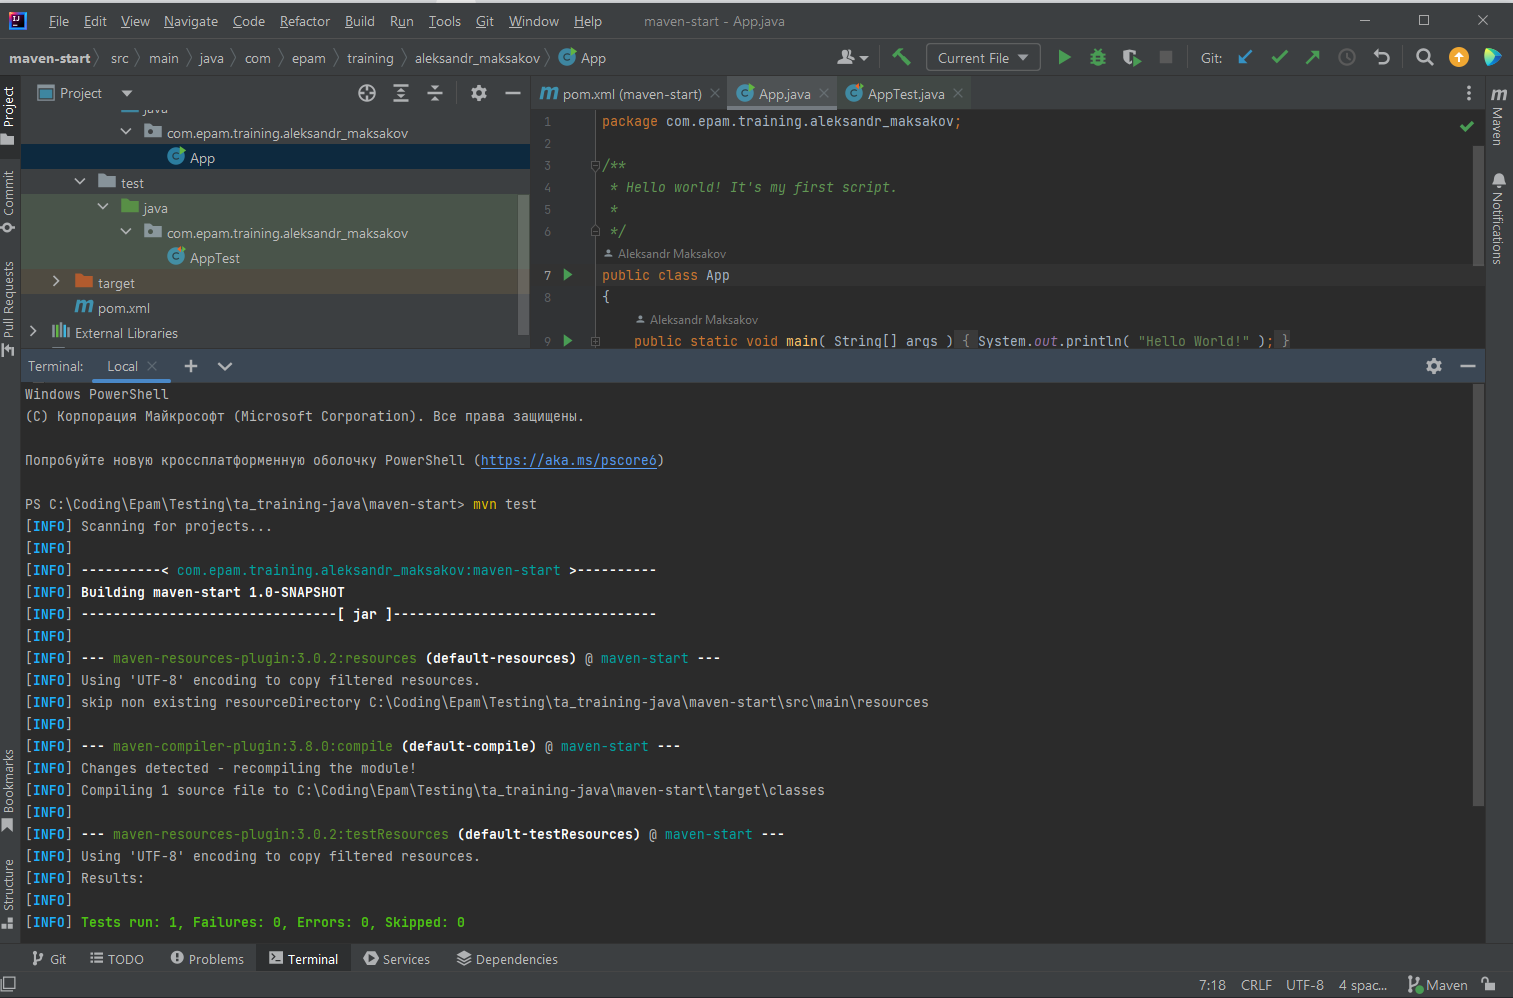 File Edit View Navigate Code Refactor Build Run Tools Git Window Help maven-start - App.java
maven-start src main java com epam training aleksandr_maksakov App Current File Git:
Project
pom.xml (maven-start) App.java AppTest.java
java
com.epam.training.aleksandr_maksakov
App
test
java
com.epam.training.aleksandr_maksakov
AppTest
target
pom.xml
External Libraries
1 package com.epam.training.aleksandr_maksakov;
2
3 /**
4 * Hello world! It's my first script.
5 *
6 */
Aleksandr Maksakov
7 public class App
8 {
Aleksandr Maksakov
9 public static void main( String[] args ) { System.out.println( "Hello World!" ); }
Project
Commit
Pull Requests
Bookmarks
Structure
Maven
Notifications
Terminal: Local
Windows PowerShell
(C) Корпорация Майкрософт (Microsoft Corporation). Все права защищены.
Попробуйте новую кроссплатформенную оболочку PowerShell (https://aka.ms/pscore6)
PS C:\Coding\Epam\Testing\ta_training-java\maven-start> mvn test
[INFO] Scanning for projects...
[INFO]
[INFO] ----------< com.epam.training.aleksandr_maksakov:maven-start >----------
[INFO] Building maven-start 1.0-SNAPSHOT
[INFO] --------------------------------[ jar ]---------------------------------
[INFO]
[INFO] --- maven-resources-plugin:3.0.2:resources (default-resources) @ maven-start ---
[INFO] Using 'UTF-8' encoding to copy filtered resources.
[INFO] skip non existing resourceDirectory C:\Coding\Epam\Testing\ta_training-java\maven-start\src\main\resources
[INFO]
[INFO] --- maven-compiler-plugin:3.8.0:compile (default-compile) @ maven-start ---
[INFO] Changes detected - recompiling the module!
[INFO] Compiling 1 source file to C:\Coding\Epam\Testing\ta_training-java\maven-start\target\classes
[INFO]
[INFO] --- maven-resources-plugin:3.0.2:testResources (default-testResources) @ maven-start ---
[INFO] Using 'UTF-8' encoding to copy filtered resources.
[INFO] Results:
[INFO]
[INFO] Tests run: 1, Failures: 0, Errors: 0, Skipped: 0
Git TODO Problems Terminal Services Dependencies
7:18 CRLF UTF-8 4 spac... Maven